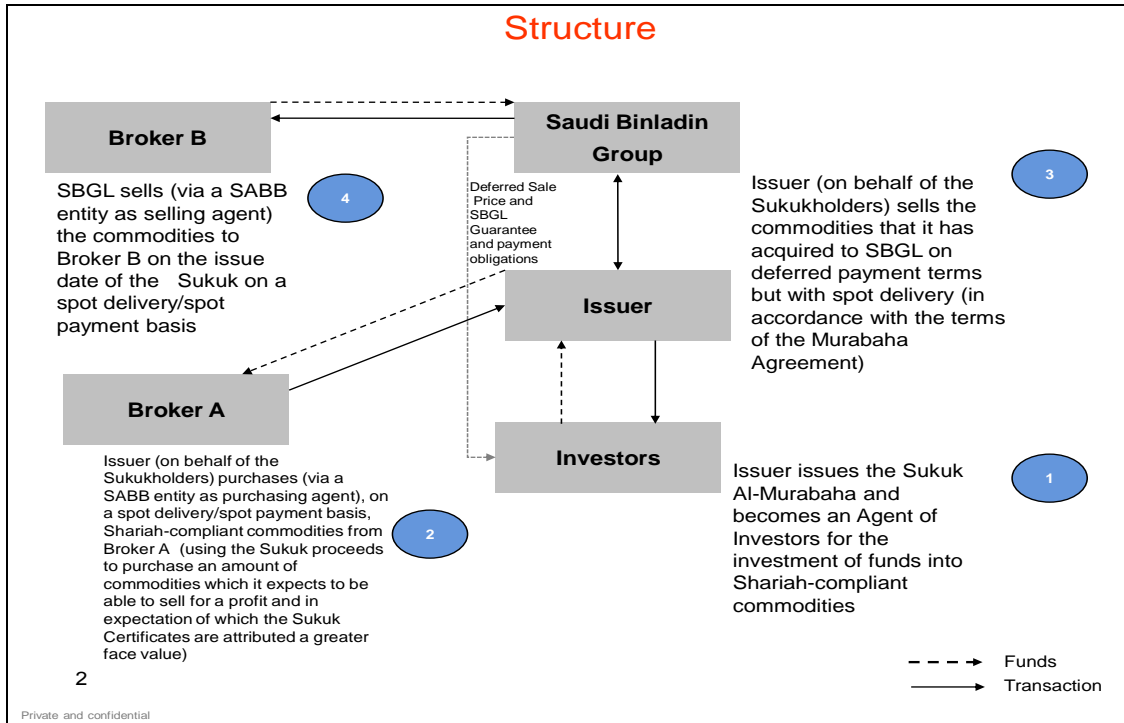 Structure
Broker B
Saudi Binladin
Group
SBGL sells (via a SABB
entity as selling agent)
the commodities to
Broker B on the issue
date of the Sukuk on a
spot delivery/spot
payment basis
4
Deferred Sale
Price and
SBGL
Guarantee
and payment
obligations
3
Issuer (on behalf of the
Sukukholders) sells the
commodities that it has
acquired to SBGL on
deferred payment terms
but with spot delivery (in
accordance with the terms
of the Murabaha
Agreement)
Issuer
Broker A
Issuer (on behalf of the
Sukukholders) purchases (via a
SABB entity as purchasing agent), on
a spot delivery/spot payment basis,
Shariah-compliant commodities from
Broker A (using the Sukuk proceeds
to purchase an amount of
commodities which it expects to be
able to sell for a profit and in
expectation of which the Sukuk
Certificates are attributed a greater
face value)
2
Investors
Issuer issues the Sukuk
Al-Murabaha and
becomes an Agent of
Investors for the
investment of funds into
Shariah-compliant
commodities
1
Funds
Transaction
2
Private and confidential